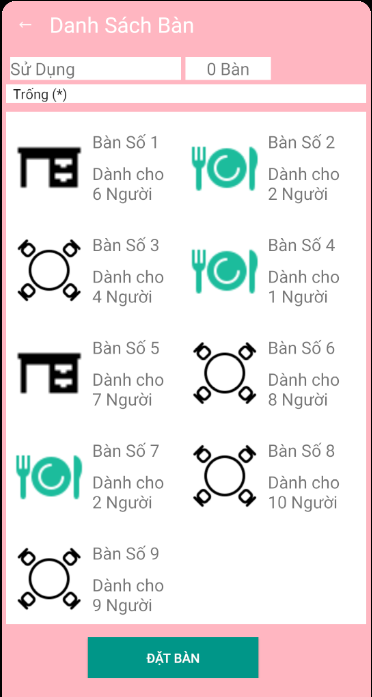 ← Danh Sách Bàn
Sử Dụng 0 Bàn
Trống (*)
Bàn Số 1
Dành cho
6 Người
Bàn Số 2
Dành cho
2 Người
Bàn Số 3
Dành cho
4 Người
Bàn Số 4
Dành cho
1 Người
Bàn Số 5
Dành cho
7 Người
Bàn Số 6
Dành cho
8 Người
Bàn Số 7
Dành cho
2 Người
Bàn Số 8
Dành cho
10 Người
Bàn Số 9
Dành cho
9 Người
ĐẶT BÀN